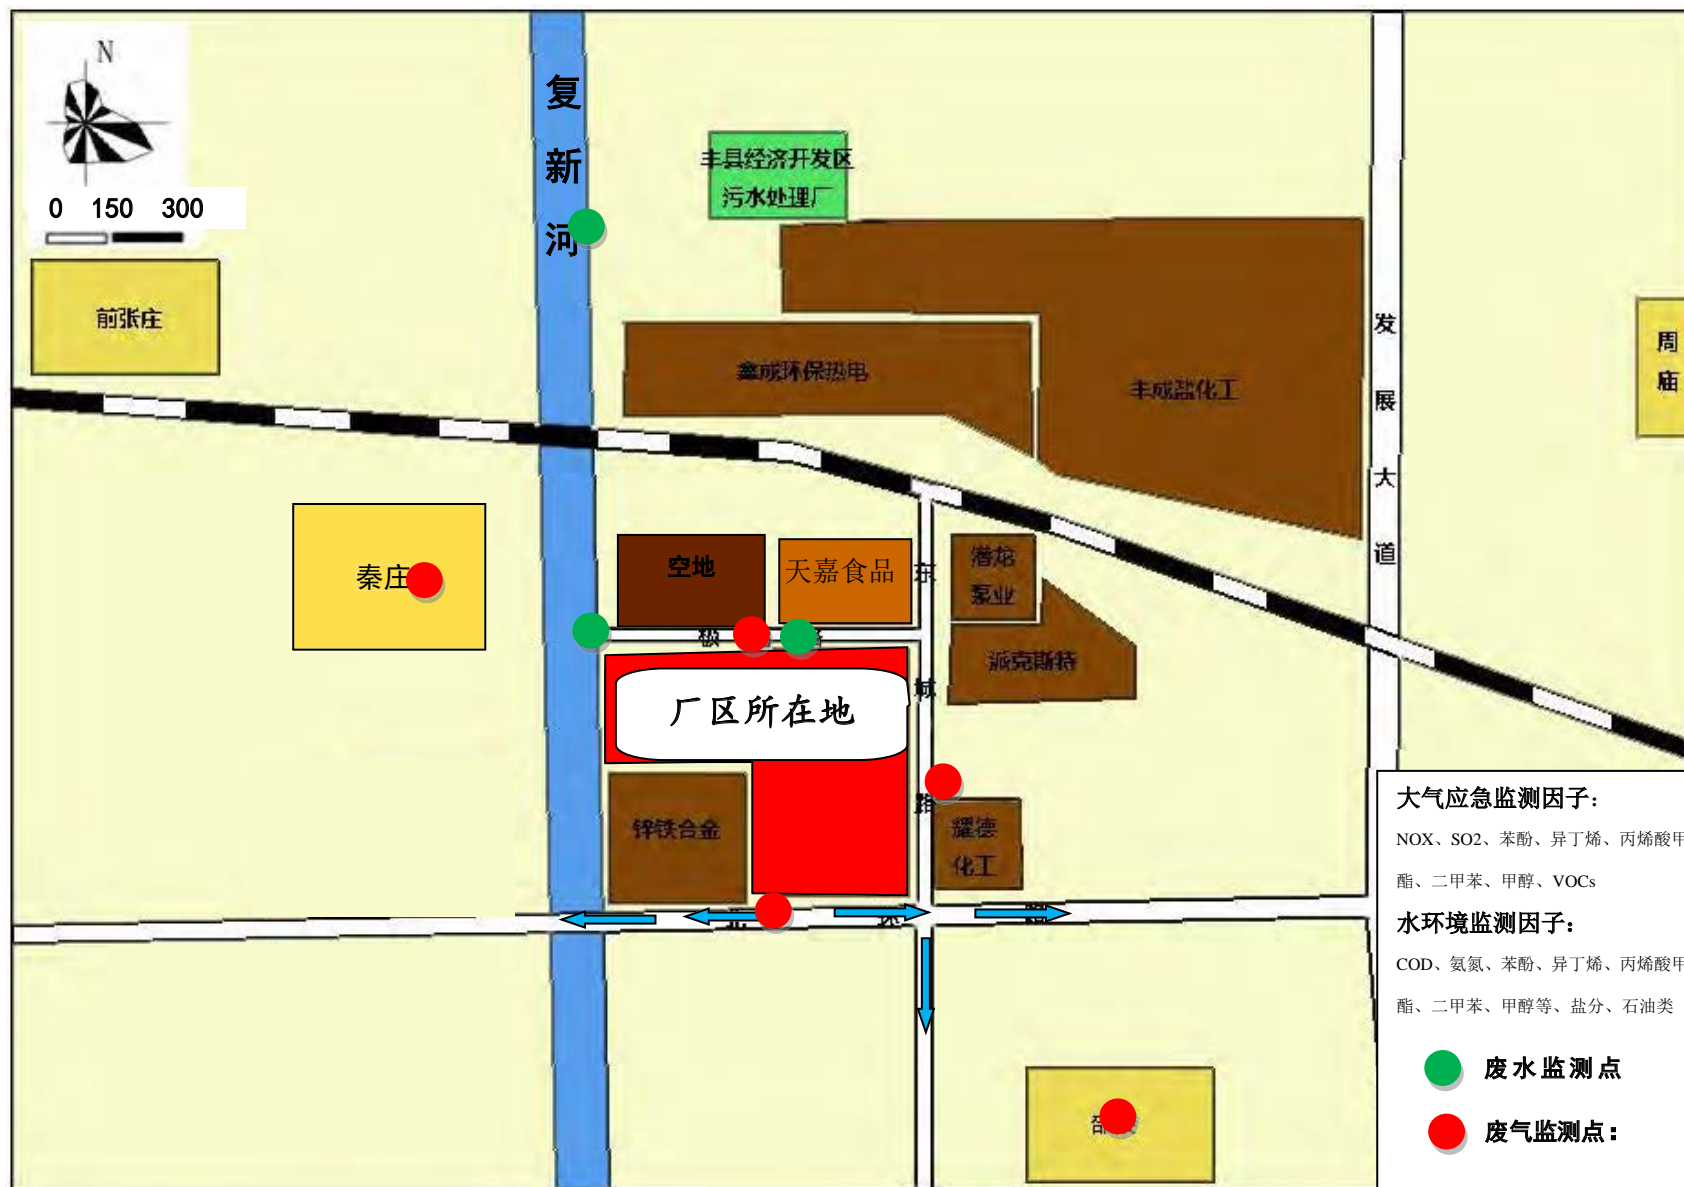 N
0 150 300
复
新
河
丰县经济开发区
污水处理厂
前张庄
鑫成环保热电
丰成盐化工
发
展
大
道
周
庙
秦庄
空地
天嘉食品
东
城
路
潜龙
泵业
派克斯特
厂区所在地
锌铁合金
耀德
化工
北
环
路
大气应急监测因子：
NOX、SO2、苯酚、异丁烯、丙烯酸甲
酯、二甲苯、甲醇、VOCs
水环境监测因子：
COD、氨氮、苯酚、异丁烯、丙烯酸甲
酯、二甲苯、甲醇等、盐分、石油类
废水监测点
废气监测点：